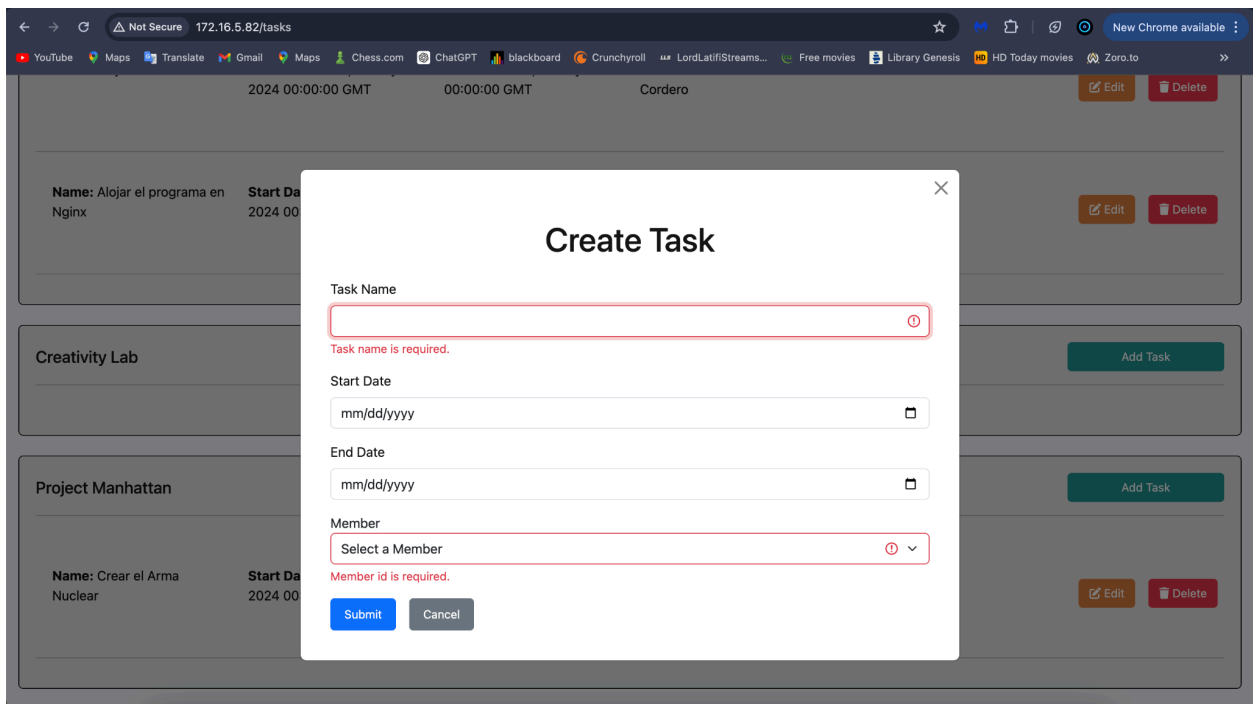 Not Secure 172.16.5.82/tasks New Chrome available
YouTube Maps Translate Gmail Maps Chess.com ChatGPT blackboard Crunchyroll LordLatifiStreams... Free movies Library Genesis HD HD Today movies Zoro.to »
2024 00:00:00 GMT 00:00:00 GMT Cordero Edit Delete
Name: Alojar el programa en Start Da
Nginx 2024 00 Edit Delete
Create Task
Task Name
Task name is required.
Creativity Lab Add Task
Start Date
mm/dd/yyyy
End Date
mm/dd/yyyy
Project Manhattan Add Task
Member
Select a Member
Member id is required.
Name: Crear el Arma Start Da
Nuclear 2024 00 Edit Delete
Submit Cancel